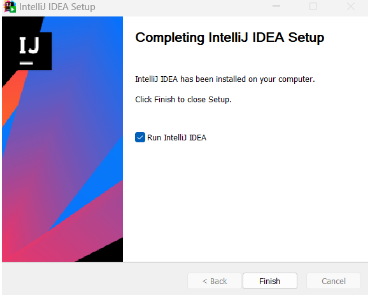 IntelliJ IDEA Setup
IJ
Completing IntelliJ IDEA Setup
IntelliJ IDEA has been installed on your computer.
Click Finish to close Setup.
Run IntelliJ IDEA
< Back
Finish
Cancel